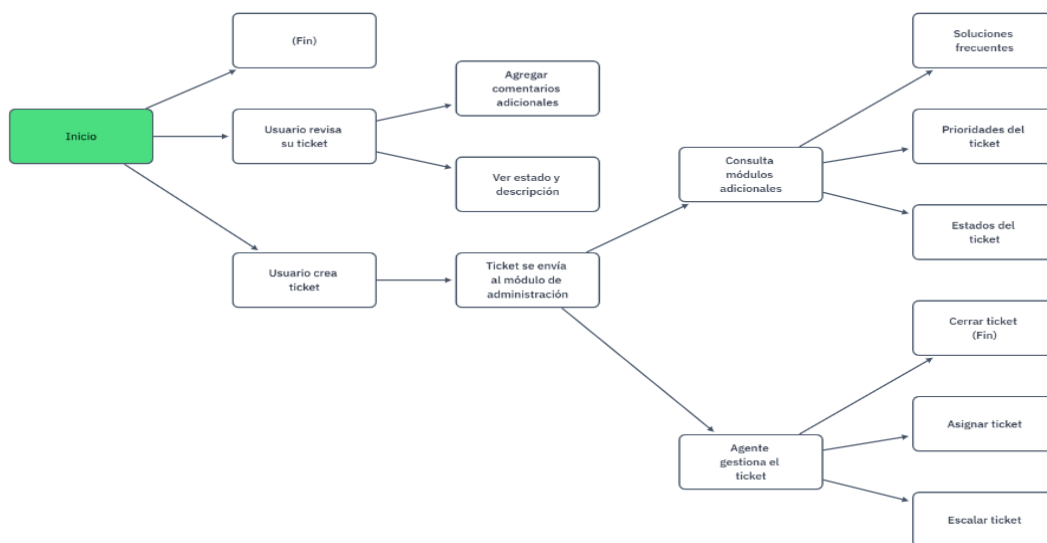 (Fin)
Inicio
Usuario revisa
su ticket
Agregar
comentarios
adicionales
Ver estado y
descripción
Usuario crea
ticket
Ticket se envía
al módulo de
administración
Consulta
módulos
adicionales
Soluciones
frecuentes
Prioridades del
ticket
Estados del
ticket
Agente
gestiona el
ticket
Cerrar ticket
(Fin)
Asignar ticket
Escalar ticket